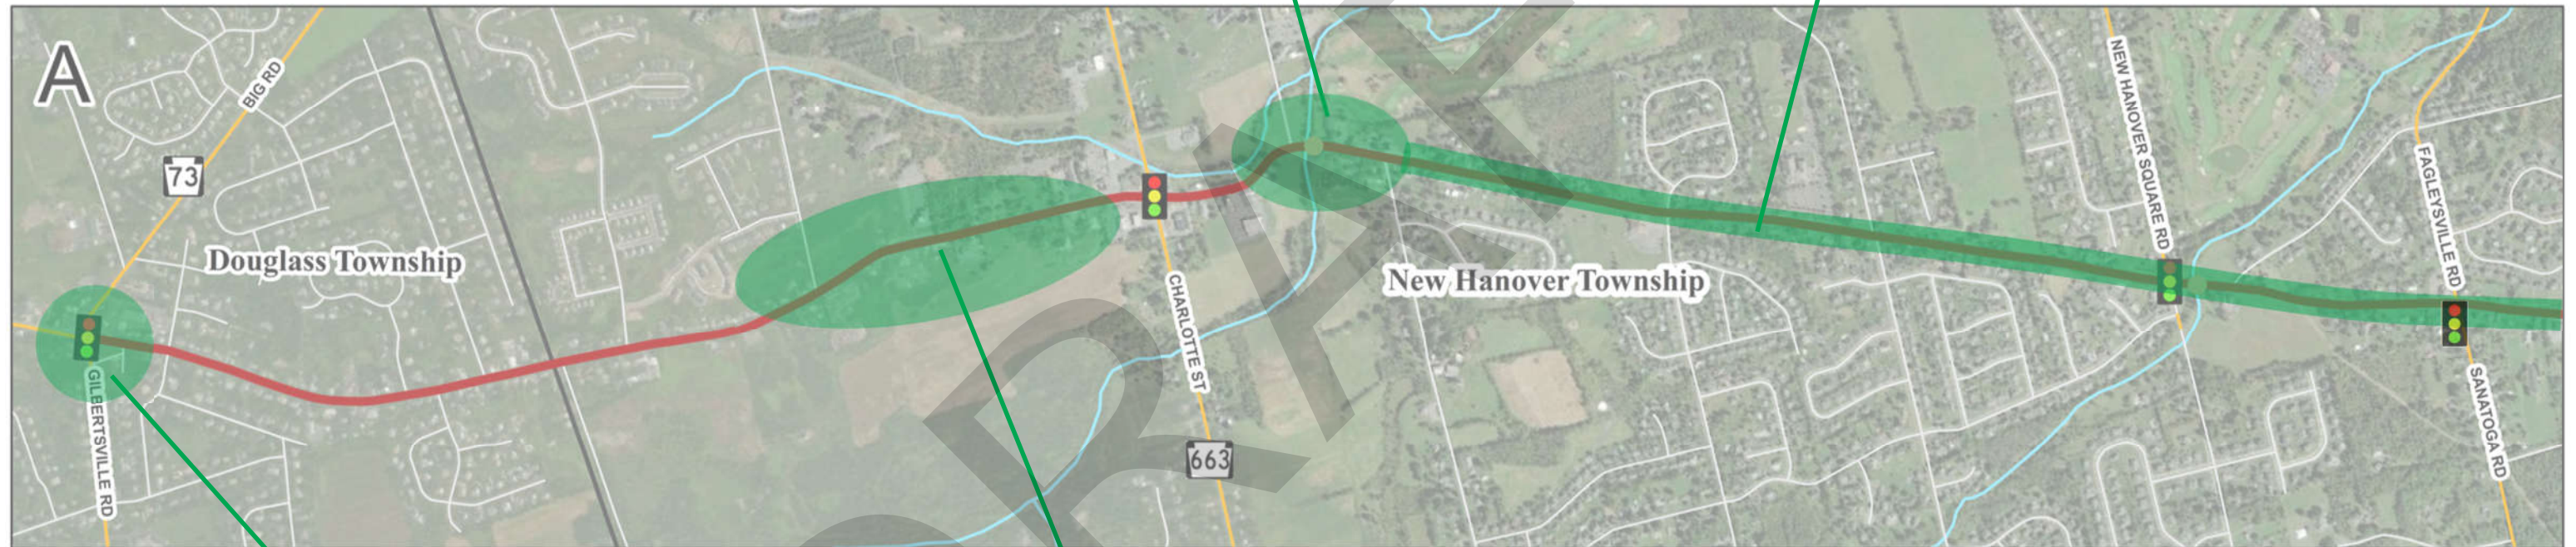 A
BIG RD
73
Douglass Township
GILBERTSVILLE RD
CHARLOTTE ST
663
New Hanover Township
NEW HANOVER SQUARE RD
FAGLEYSVILLE RD
SANATOGA RD